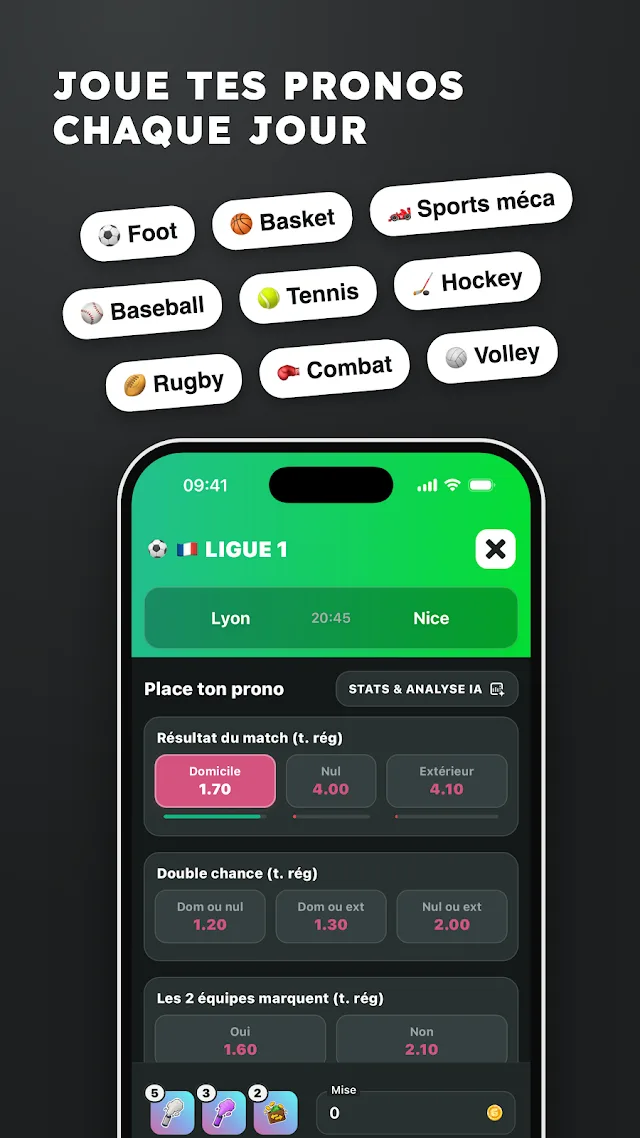 JOUE TES PRONOS
CHAQUE JOUR
Foot
Basket
Sports méca
Baseball
Tennis
Hockey
Rugby
Combat
Volley
09:41
LIGUE 1
Lyon 20:45 Nice
Place ton prono
STATS & ANALYSE IA
Résultat du match (t. rég)
Domicile Nul Extérieur
1.70 4.00 4.10
Double chance (t. rég)
Dom ou nul Dom ou ext Nul ou ext
1.20 1.30 2.00
Les 2 équipes marquent (t. rég)
Oui Non
1.60 2.10
5 3 2
Mise
0